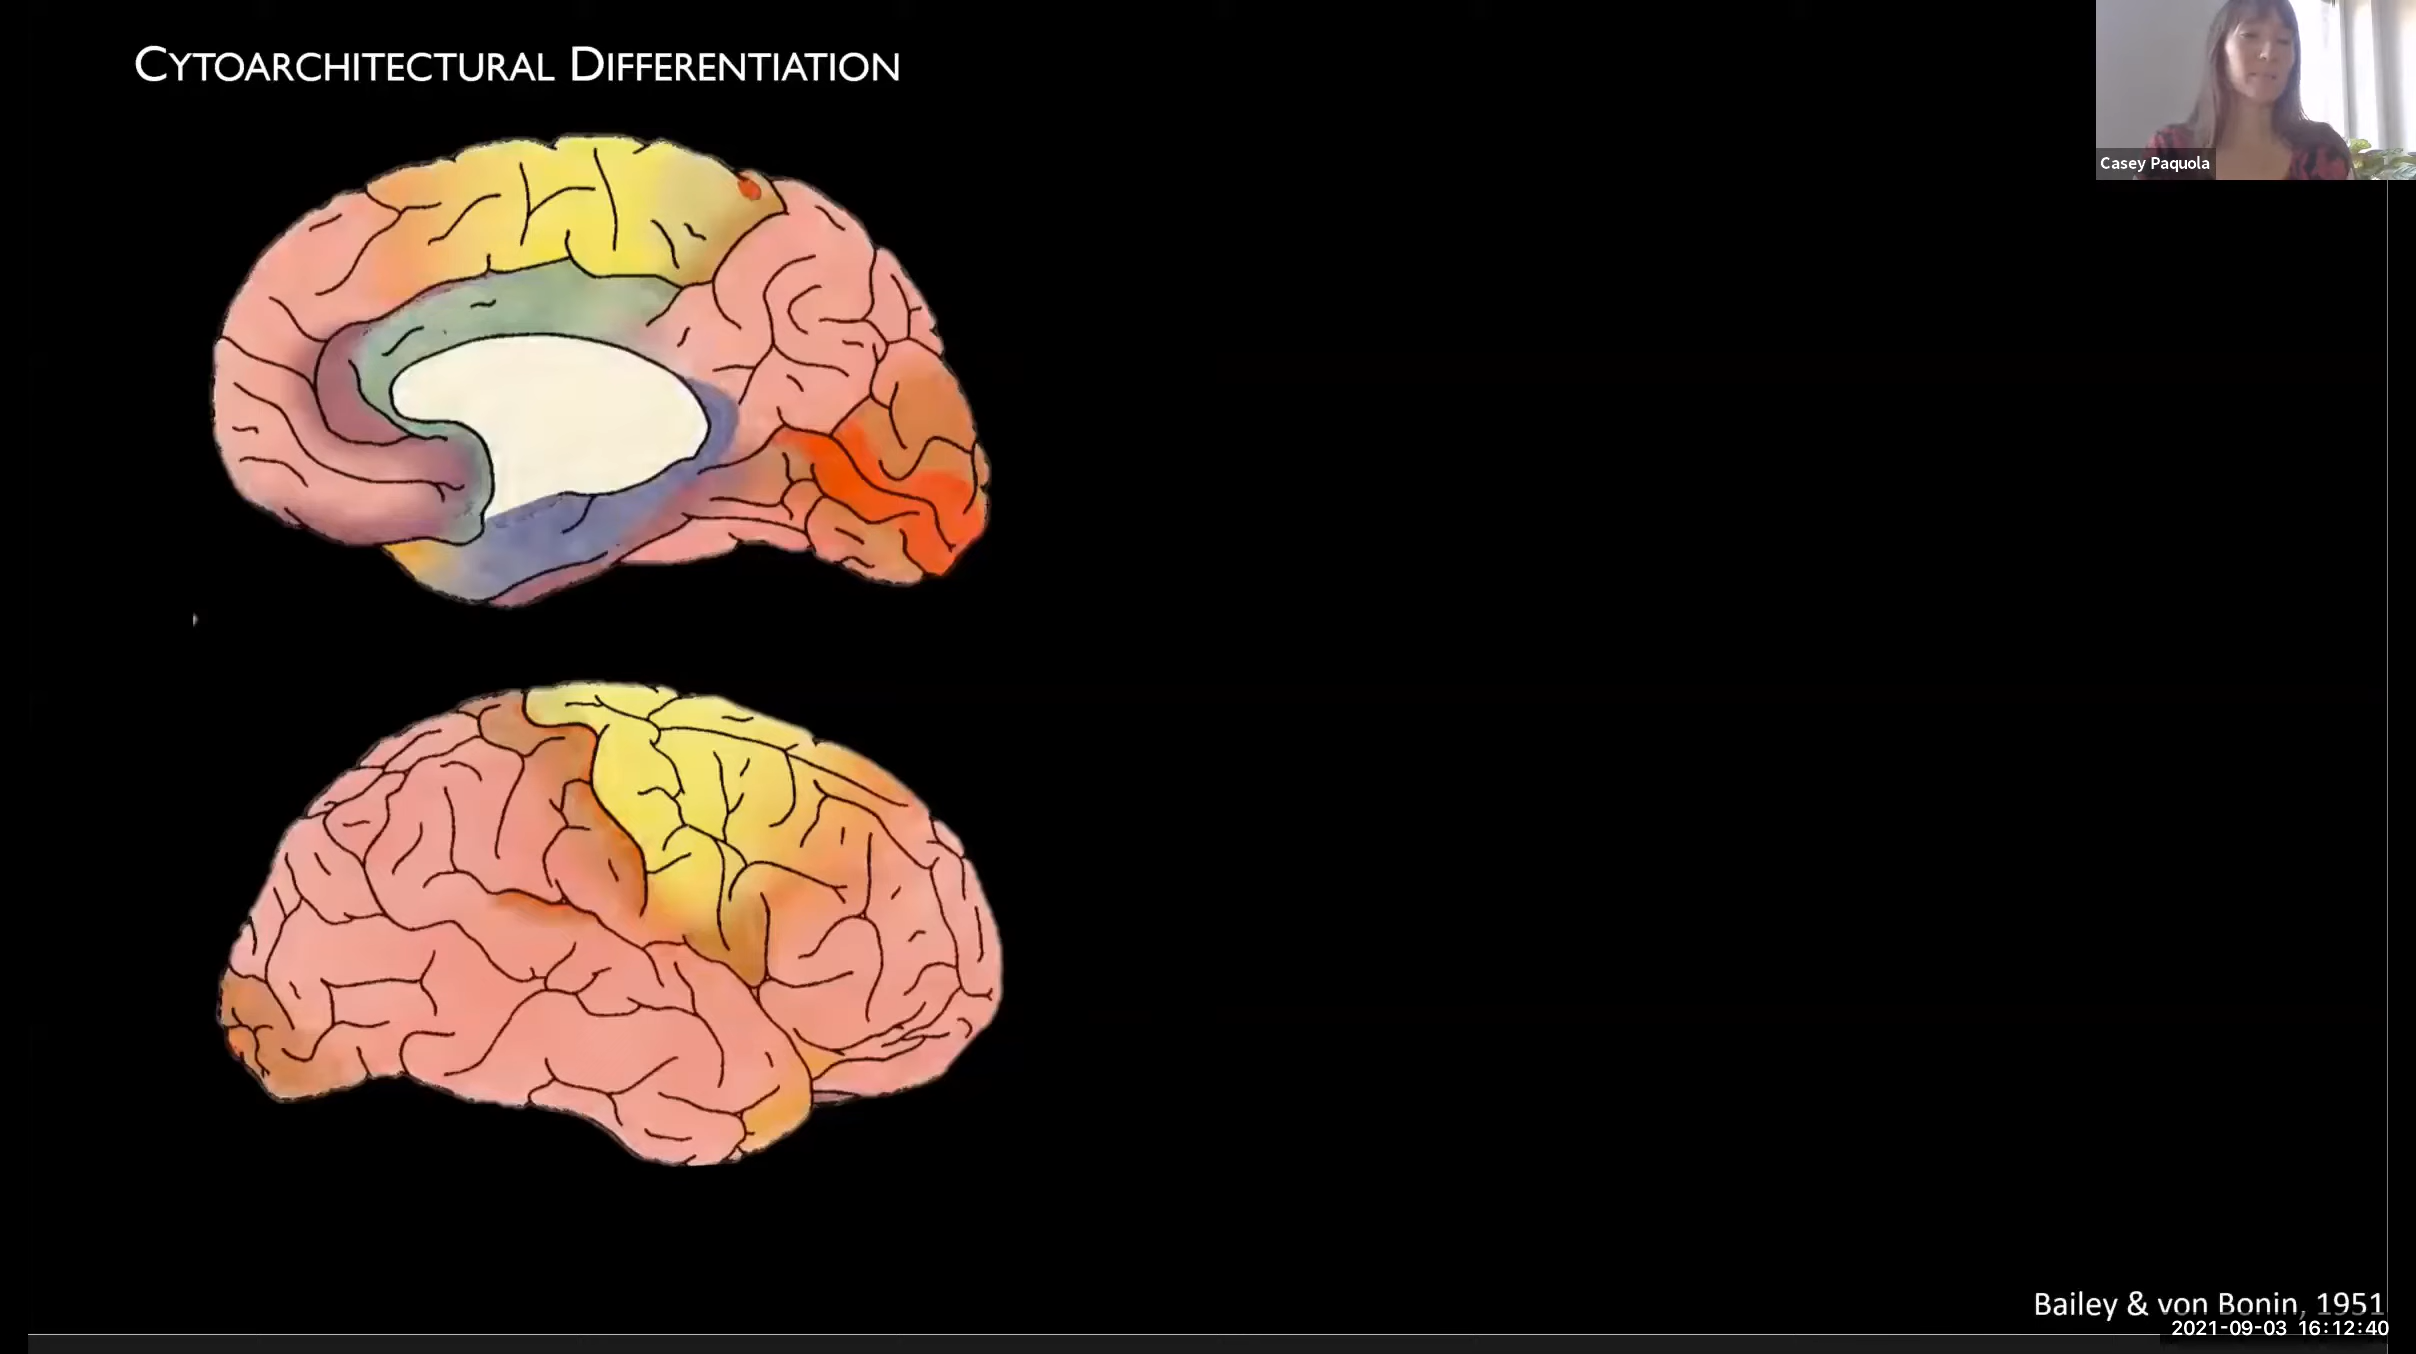 CYTOARCHITECTURAL DIFFERENTIATION
Casey Paquola
Bailey & von Bonin, 1951
2021-09-03 16:12:40